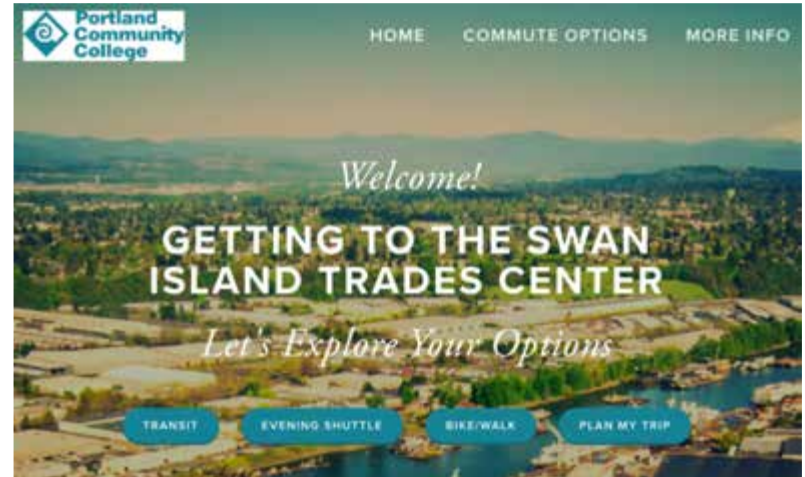 Portland
Community
College
HOME COMMUTE OPTIONS MORE INFO
Welcome!
GETTING TO THE SWAN
ISLAND TRADES CENTER
Let's Explore Your Options
TRANSIT EVENING SHUTTLE BIKE/WALK PLAN MY TRIP